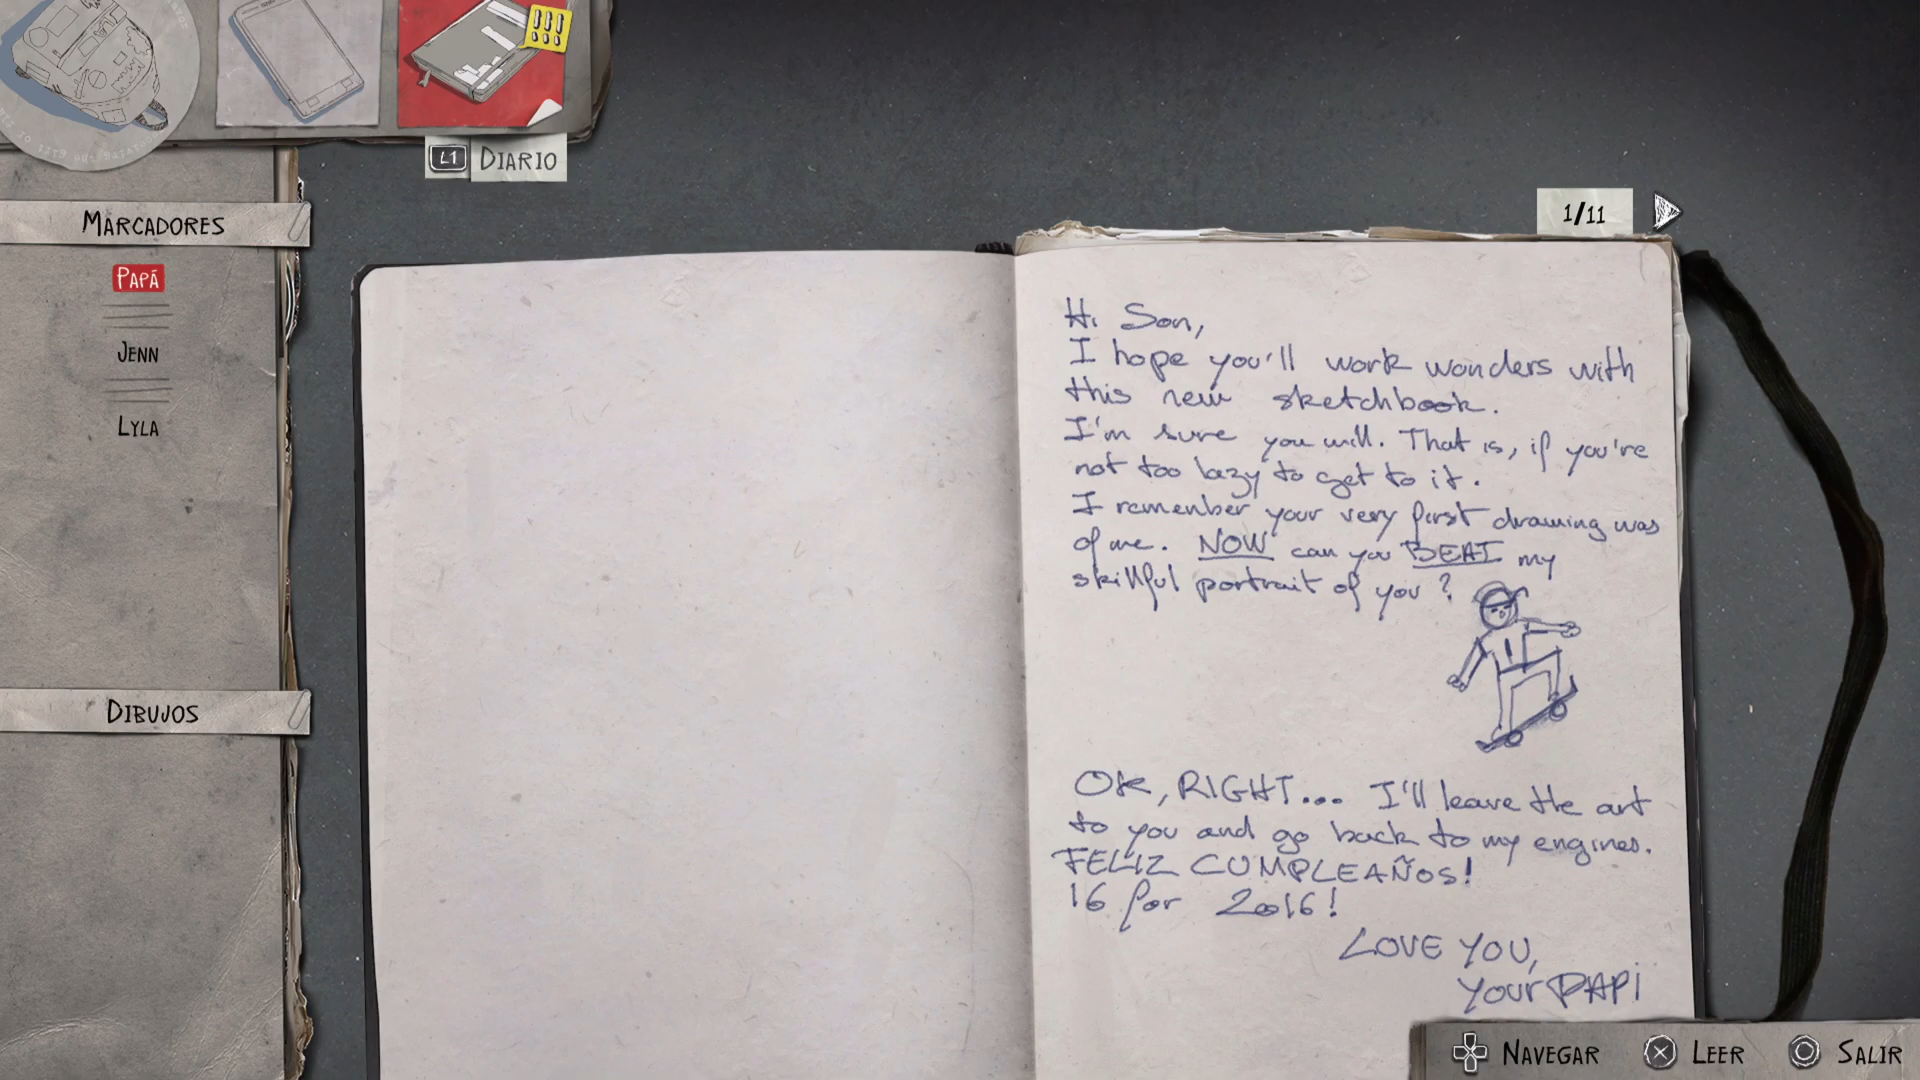 L1 DIARIO
MARCADORES
PAPÁ
JENN
LYLA
DIBUJOS
1/11
Hi Son,
I hope you'll work wonders with
this new sketchbook.
I'm sure you will. That is, if you're
not too lazy to get to it.
I remember your very first drawing was
of me. NOW can you BEAT my
skillful portrait of you?
OK, RIGHT... I'll leave the art
to you and go back to my engines.
FELIZ CUMPLEAÑOS!
16 for 2016!
LOVE YOU,
YOUR PAPI
NAVEGAR LEER SALIR